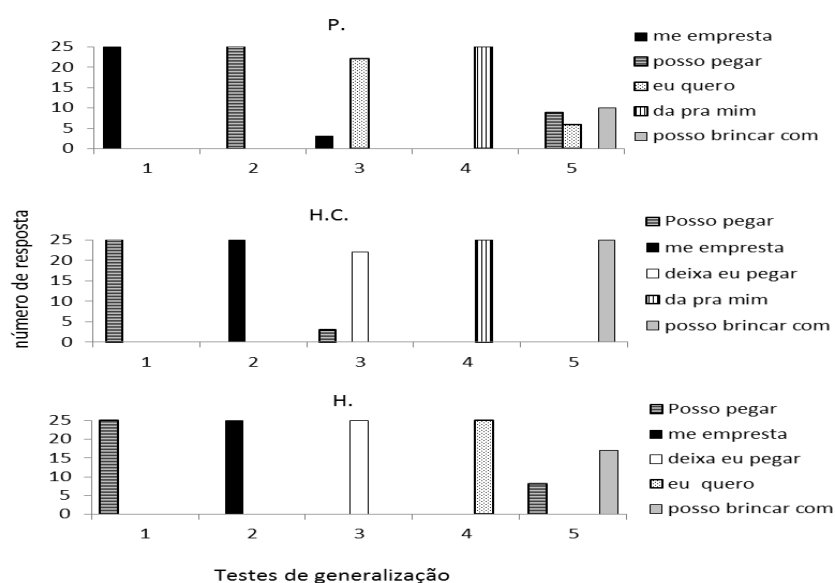 P.
25
20
15
10
5
0
1 2 3 4 5
me empresta
posso pegar
eu quero
da pra mim
posso brincar com
número de resposta
H.C.
25
20
15
10
5
0
1 2 3 4 5
Posso pegar
me empresta
deixa eu pegar
da pra mim
posso brincar com
H.
25
20
15
10
5
0
1 2 3 4 5
Posso pegar
me empresta
deixa eu pegar
eu quero
posso brincar com
Testes de generalização